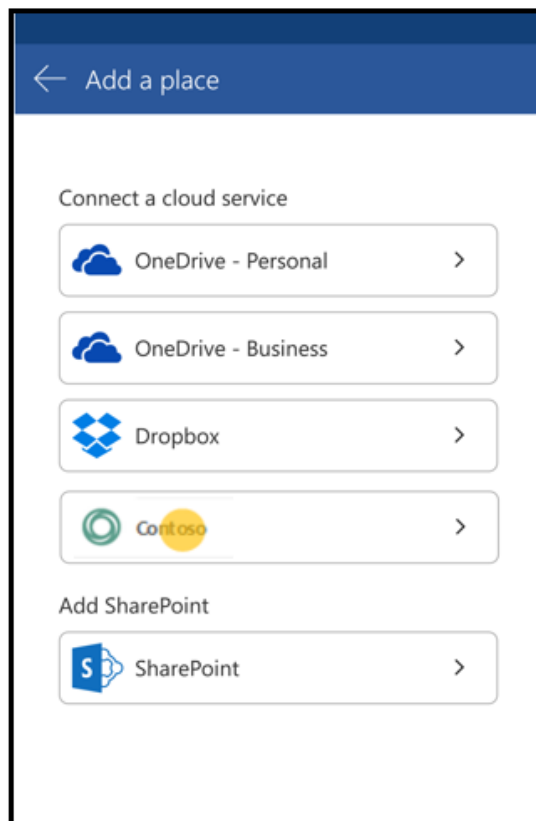 Add a place
Connect a cloud service
OneDrive - Personal
OneDrive - Business
Dropbox
Contoso
Add SharePoint
S
SharePoint